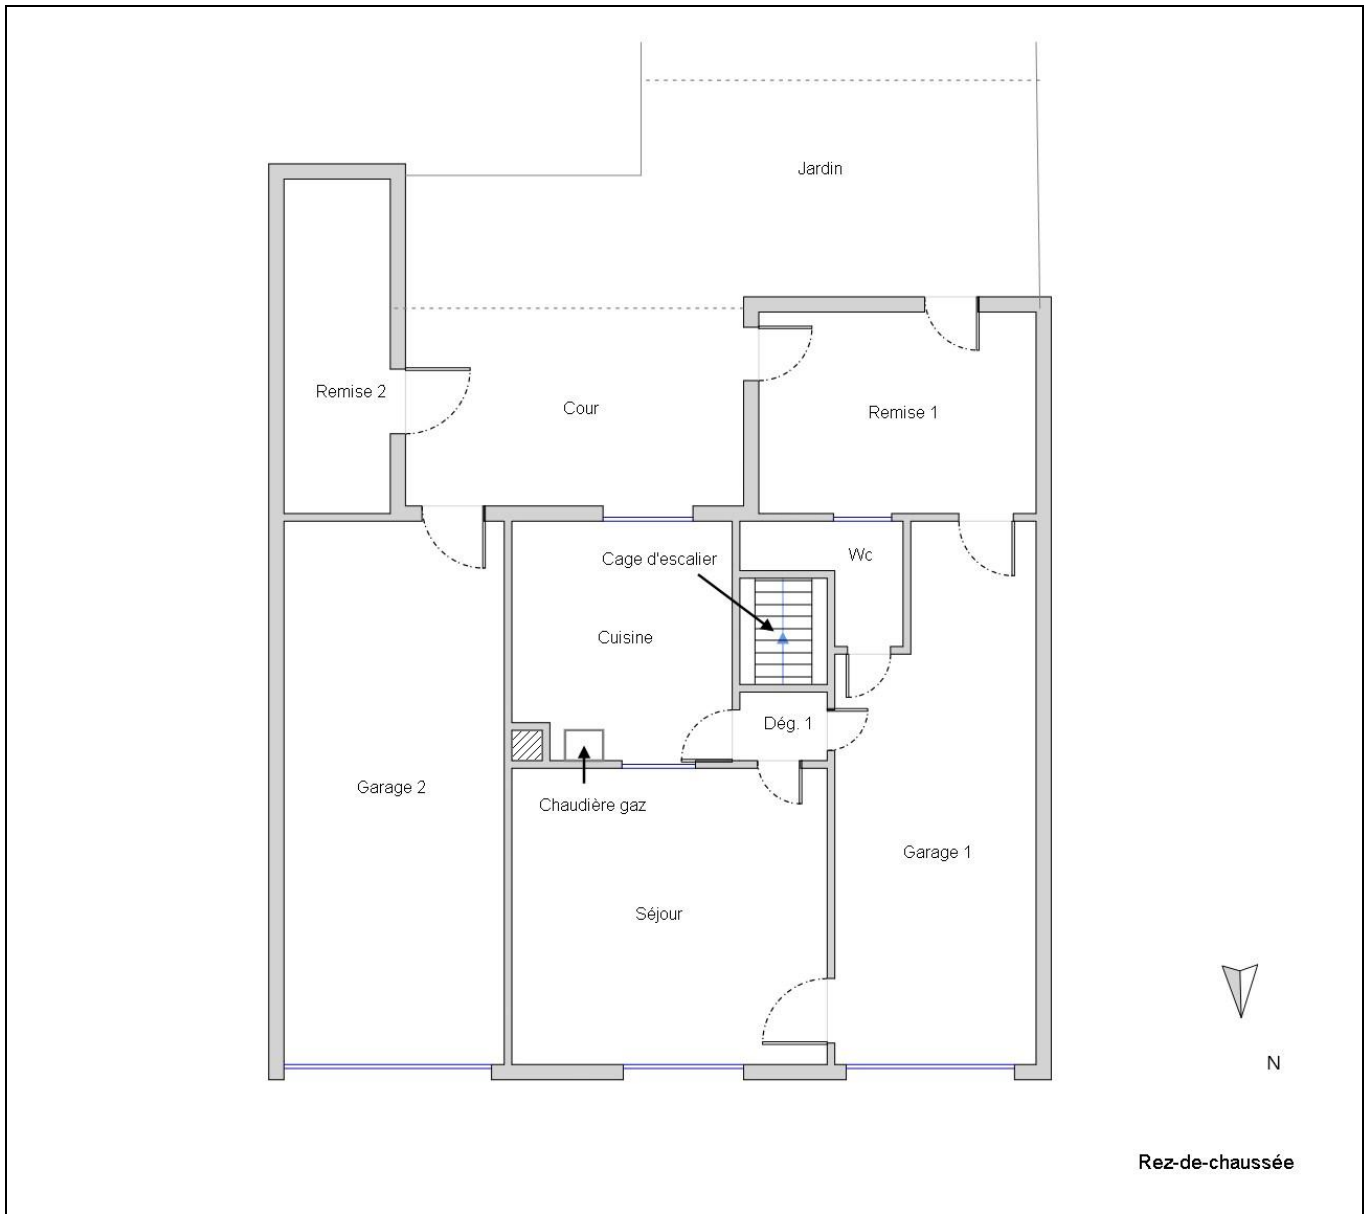 Jardin
Remise 2
Cour
Remise 1
Cage d'escalier
Wc
Cuisine
Dég. 1
Garage 2
Chaudière gaz
Garage 1
Séjour
N
Rez-de-chaussée